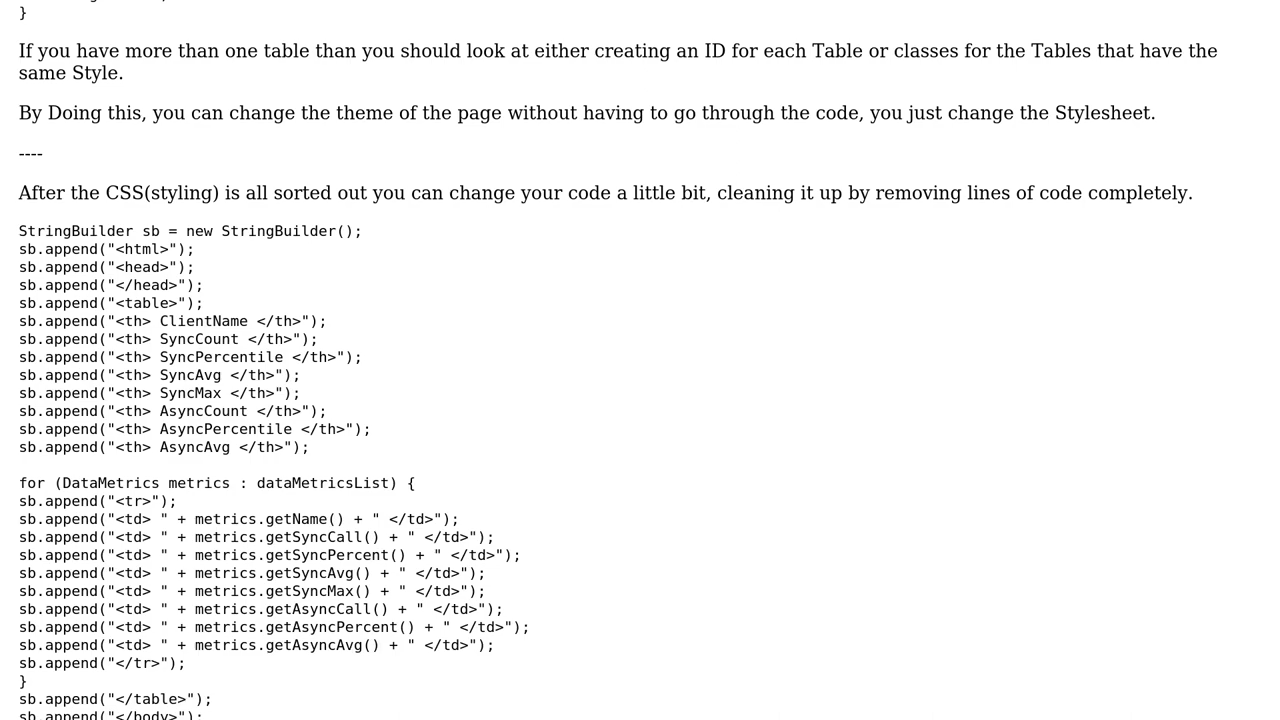 }
If you have more than one table than you should look at either creating an ID for each Table or classes for the Tables that have the
same Style.
By Doing this, you can change the theme of the page without having to go through the code, you just change the Stylesheet.
----
After the CSS(styling) is all sorted out you can change your code a little bit, cleaning it up by removing lines of code completely.
StringBuilder sb = new StringBuilder();
sb.append("<html>");
sb.append("<head>");
sb.append("</head>");
sb.append("<table>");
sb.append("<th> ClientName </th>");
sb.append("<th> SyncCount </th>");
sb.append("<th> SyncPercentile </th>");
sb.append("<th> SyncAvg </th>");
sb.append("<th> SyncMax </th>");
sb.append("<th> AsyncCount </th>");
sb.append("<th> AsyncPercentile </th>");
sb.append("<th> AsyncAvg </th>");
for (DataMetrics metrics : dataMetricsList) {
sb.append("<tr>");
sb.append("<td> " + metrics.getName() + " </td>");
sb.append("<td> " + metrics.getSyncCall() + " </td>");
sb.append("<td> " + metrics.getSyncPercent() + " </td>");
sb.append("<td> " + metrics.getSyncAvg() + " </td>");
sb.append("<td> " + metrics.getSyncMax() + " </td>");
sb.append("<td> " + metrics.getAsyncCall() + " </td>");
sb.append("<td> " + metrics.getAsyncPercent() + " </td>");
sb.append("<td> " + metrics.getAsyncAvg() + " </td>");
sb.append("</tr>");
}
sb.append("</table>");
sb.append("</body>");